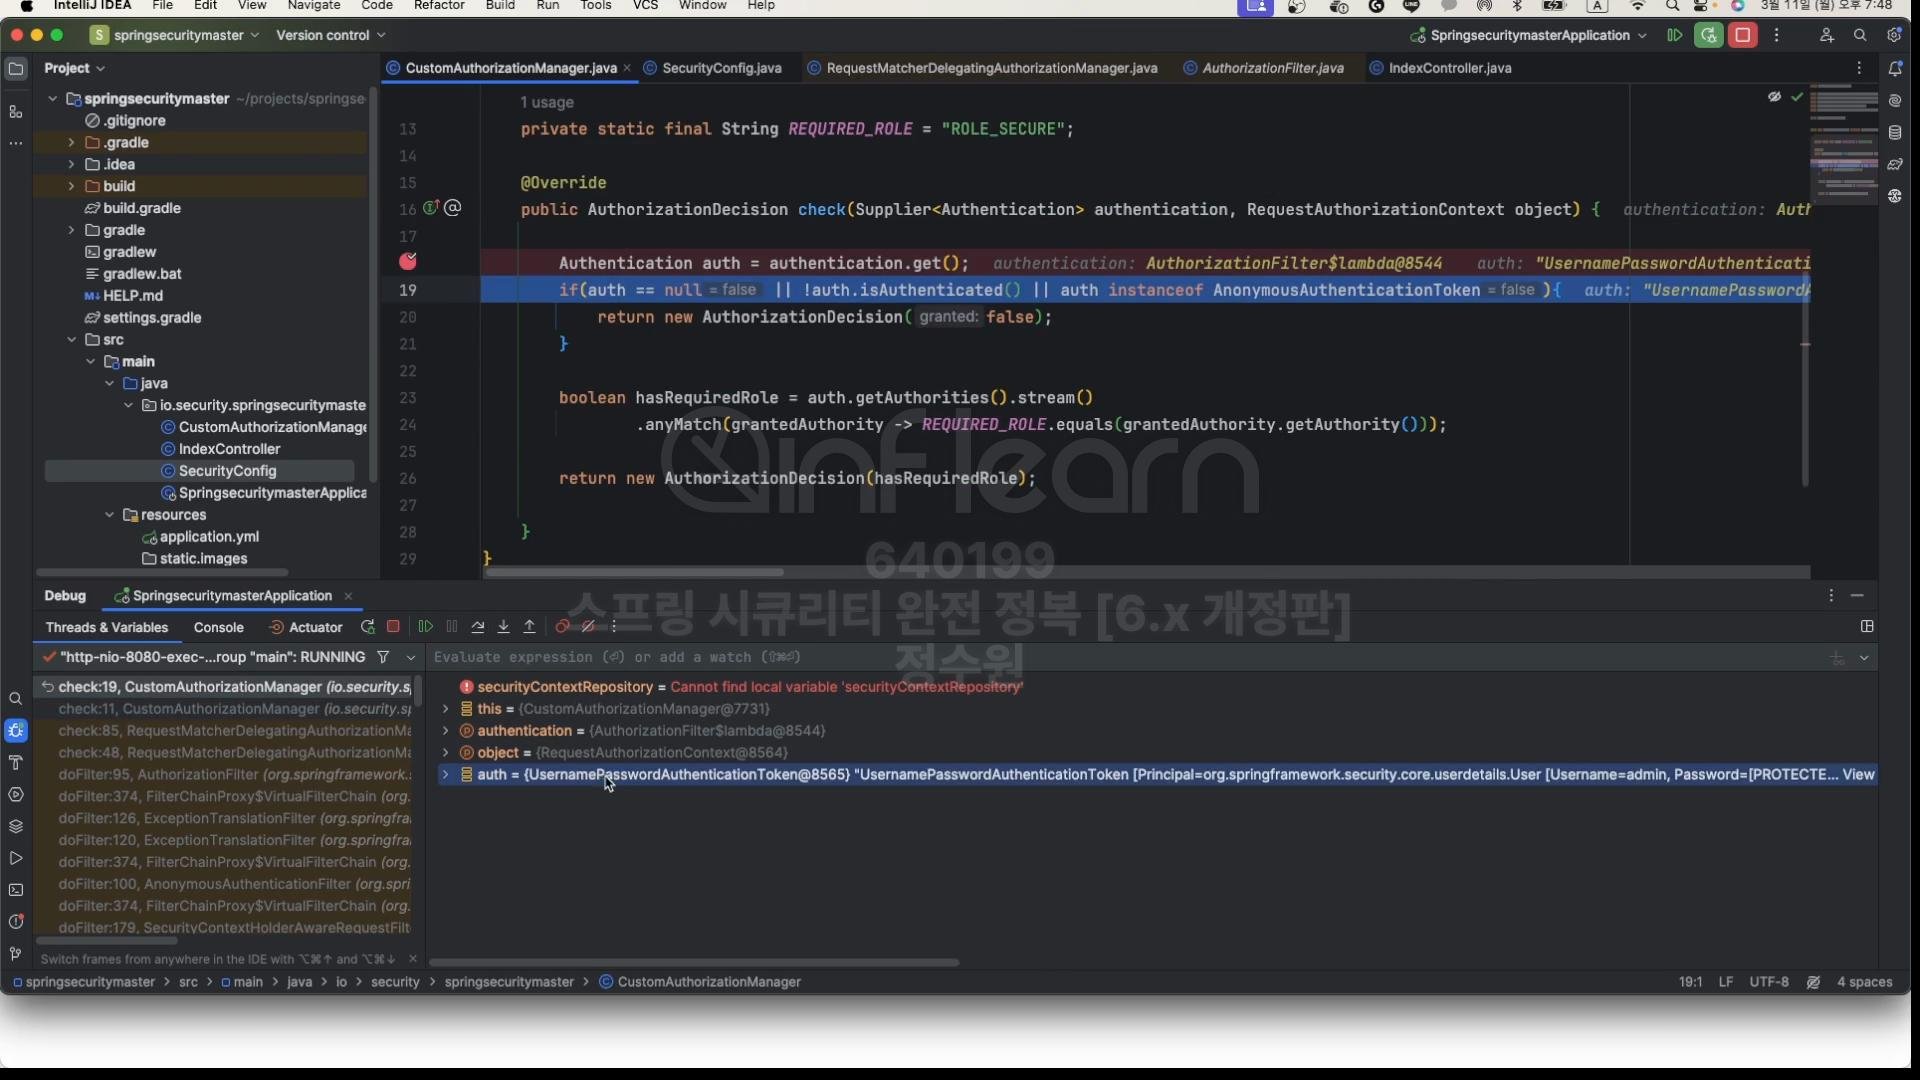 IntelliJ IDEA File Edit View Navigate Code Refactor Build Run Tools VCS Window Help
A 3월 11일 (월) 오후 7:48
S springsecuritymaster Version control SpringsecuritymasterApplication
Project
CustomAuthorizationManager.java SecurityConfig.java RequestMatcherDelegatingAuthorizationManager.java AuthorizationFilter.java IndexController.java
springsecuritymaster ~/projects/springse
.gitignore
.gradle
.idea
build
build.gradle
gradle
gradlew
gradlew.bat
HELP.md
settings.gradle
src
main
java
io.security.springsecuritymaste
CustomAuthorizationManage
IndexController
SecurityConfig
SpringsecuritymasterApplica
resources
application.yml
static.images
1 usage
13 private static final String REQUIRED_ROLE = "ROLE_SECURE";
14
15 @Override
16 public AuthorizationDecision check(Supplier<Authentication> authentication, RequestAuthorizationContext object) { authentication: Auth
17
Authentication auth = authentication.get(); authentication: AuthorizationFilter$lambda@8544 auth: "UsernamePasswordAuthenticati
19 if(auth == null = false || !auth.isAuthenticated() || auth instanceof AnonymousAuthenticationToken = false ){ auth: "UsernamePasswordA
20 return new AuthorizationDecision( granted: false);
21 }
22
23 boolean hasRequiredRole = auth.getAuthorities().stream()
24 .anyMatch(grantedAuthority -> REQUIRED_ROLE.equals(grantedAuthority.getAuthority()));
25
26 return new AuthorizationDecision(hasRequiredRole);
27
28 }
29 }
inflearn
640199
스프링 시큐리티 완전 정복 [6.x 개정판]
정수원
Debug SpringsecuritymasterApplication
Threads & Variables Console Actuator
"http-nio-8080-exec-...roup "main": RUNNING
Evaluate expression (⏎) or add a watch (⇧⌘⏎)
check:19, CustomAuthorizationManager (io.security.s
check:11, CustomAuthorizationManager (io.security.s
check:85, RequestMatcherDelegatingAuthorizationMa
check:48, RequestMatcherDelegatingAuthorizationMa
doFilter:95, AuthorizationFilter (org.springframework.
doFilter:374, FilterChainProxy$VirtualFilterChain (org.
doFilter:126, ExceptionTranslationFilter (org.springfra
doFilter:120, ExceptionTranslationFilter (org.springfra
doFilter:374, FilterChainProxy$VirtualFilterChain (org.
doFilter:100, AnonymousAuthenticationFilter (org.spri
doFilter:374, FilterChainProxy$VirtualFilterChain (org.
doFilter:179, SecurityContextHolderAwareRequestFilt
Switch frames from anywhere in the IDE with ⌥⌘↑ and ⌥⌘↓
securityContextRepository = Cannot find local variable 'securityContextRepository'
this = {CustomAuthorizationManager@7731}
authentication = {AuthorizationFilter$lambda@8544}
object = {RequestAuthorizationContext@8564}
auth = {UsernamePasswordAuthenticationToken@8565} "UsernamePasswordAuthenticationToken [Principal=org.springframework.security.core.userdetails.User [Username=admin, Password=[PROTECTE... View
springsecuritymaster > src > main > java > io > security > springsecuritymaster > CustomAuthorizationManager
19:1 LF UTF-8 4 spaces